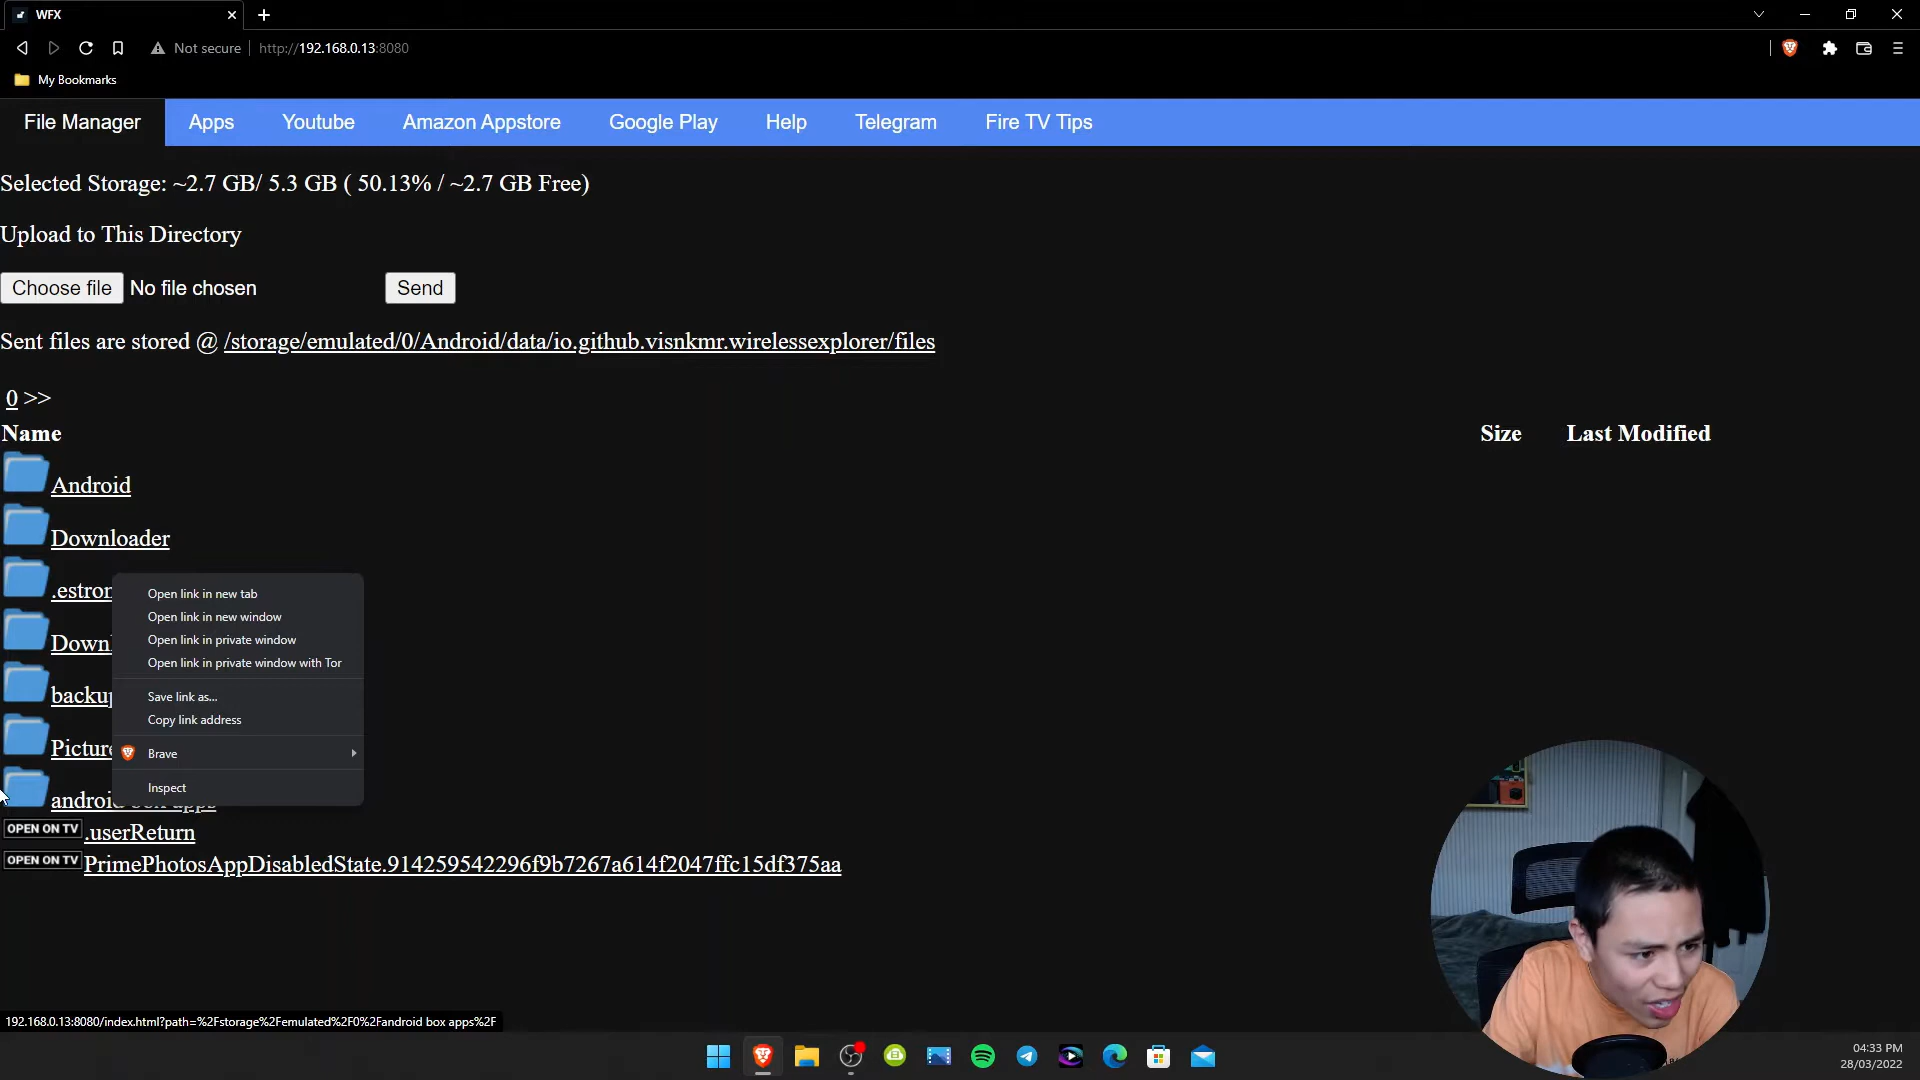 WFX
Not secure http://192.168.0.13:8080
My Bookmarks
File Manager Apps Youtube Amazon Appstore Google Play Help Telegram Fire TV Tips
Selected Storage: ~2.7 GB/ 5.3 GB ( 50.13% / ~2.7 GB Free)
Upload to This Directory
Choose file No file chosen Send
Sent files are stored @ /storage/emulated/0/Android/data/io.github.visnkmr.wirelessexplorer/files
0 >>
Name Size Last Modified
Android
Downloader
.estron
Open link in new tab
Open link in new window
Open link in private window
Down
Open link in private window with Tor
backup
Save link as...
Copy link address
Picture
Brave
Inspect
android box apps
OPEN ON TV .userReturn
OPEN ON TV PrimePhotosAppDisabledState.914259542296f9b7267a614f2047ffc15df375aa
192.168.0.13:8080/index.html?path=%2Fstorage%2Femulated%2F0%2Fandroid box apps%2F
04:33 PM
28/03/2022